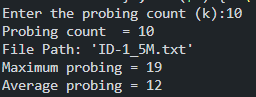 Enter the probing count (k):10
Probing count  = 10
File Path: 'ID-1_5M.txt'
Maximum probing = 19
Average probing = 12